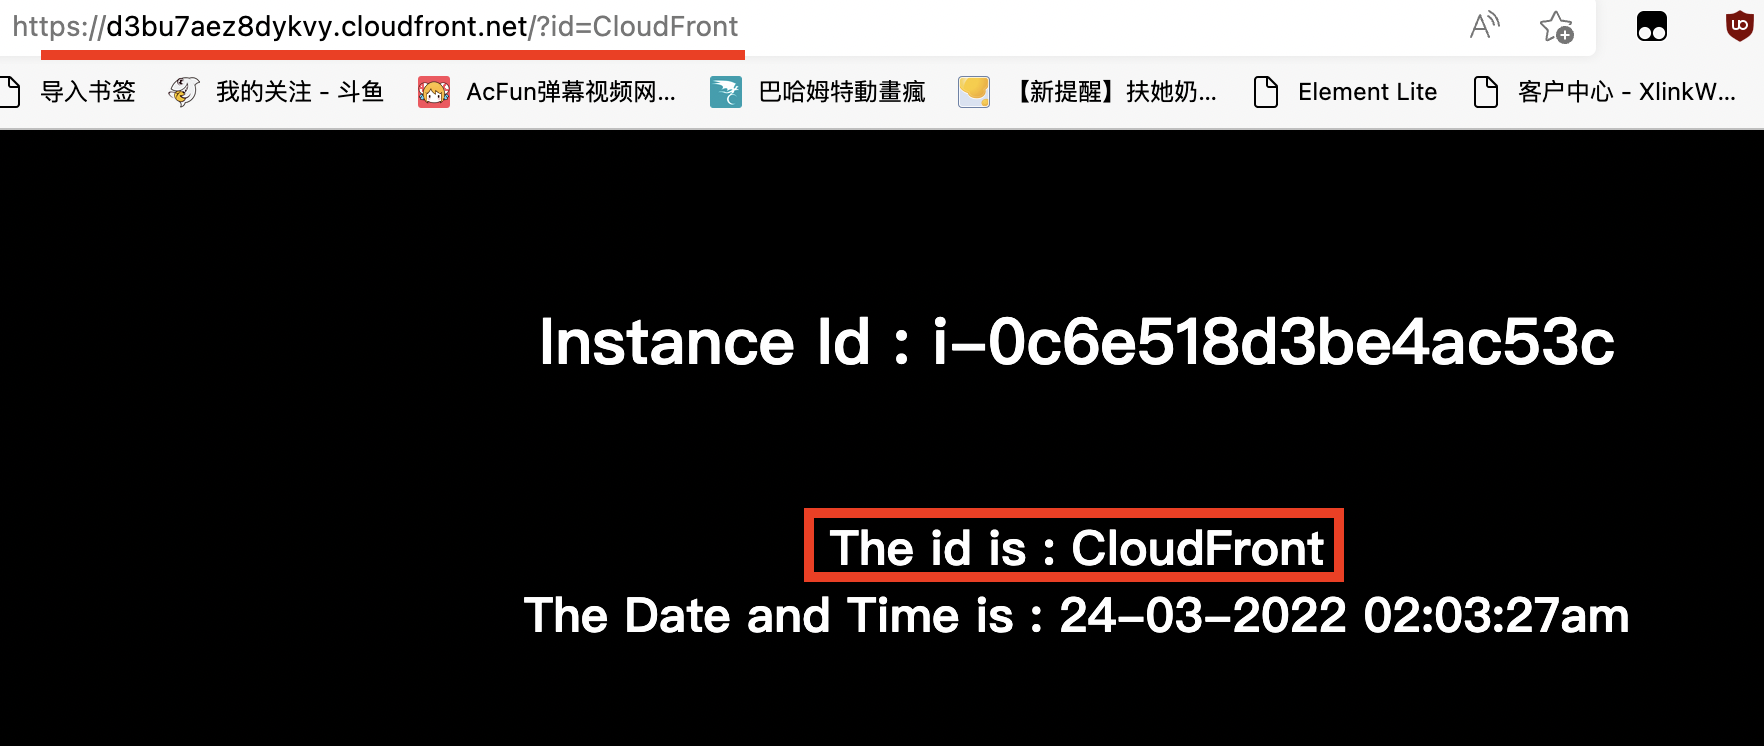 https://d3bu7aez8dykvy.cloudfront.net/?id=CloudFront
导入书签 我的关注 - 斗鱼 AcFun弹幕视频网... 巴哈姆特動畫瘋 【新提醒】扶她奶... Element Lite 客户中心 - XlinkW...
Instance Id : i-0c6e518d3be4ac53c
The id is : CloudFront
The Date and Time is : 24-03-2022 02:03:27am